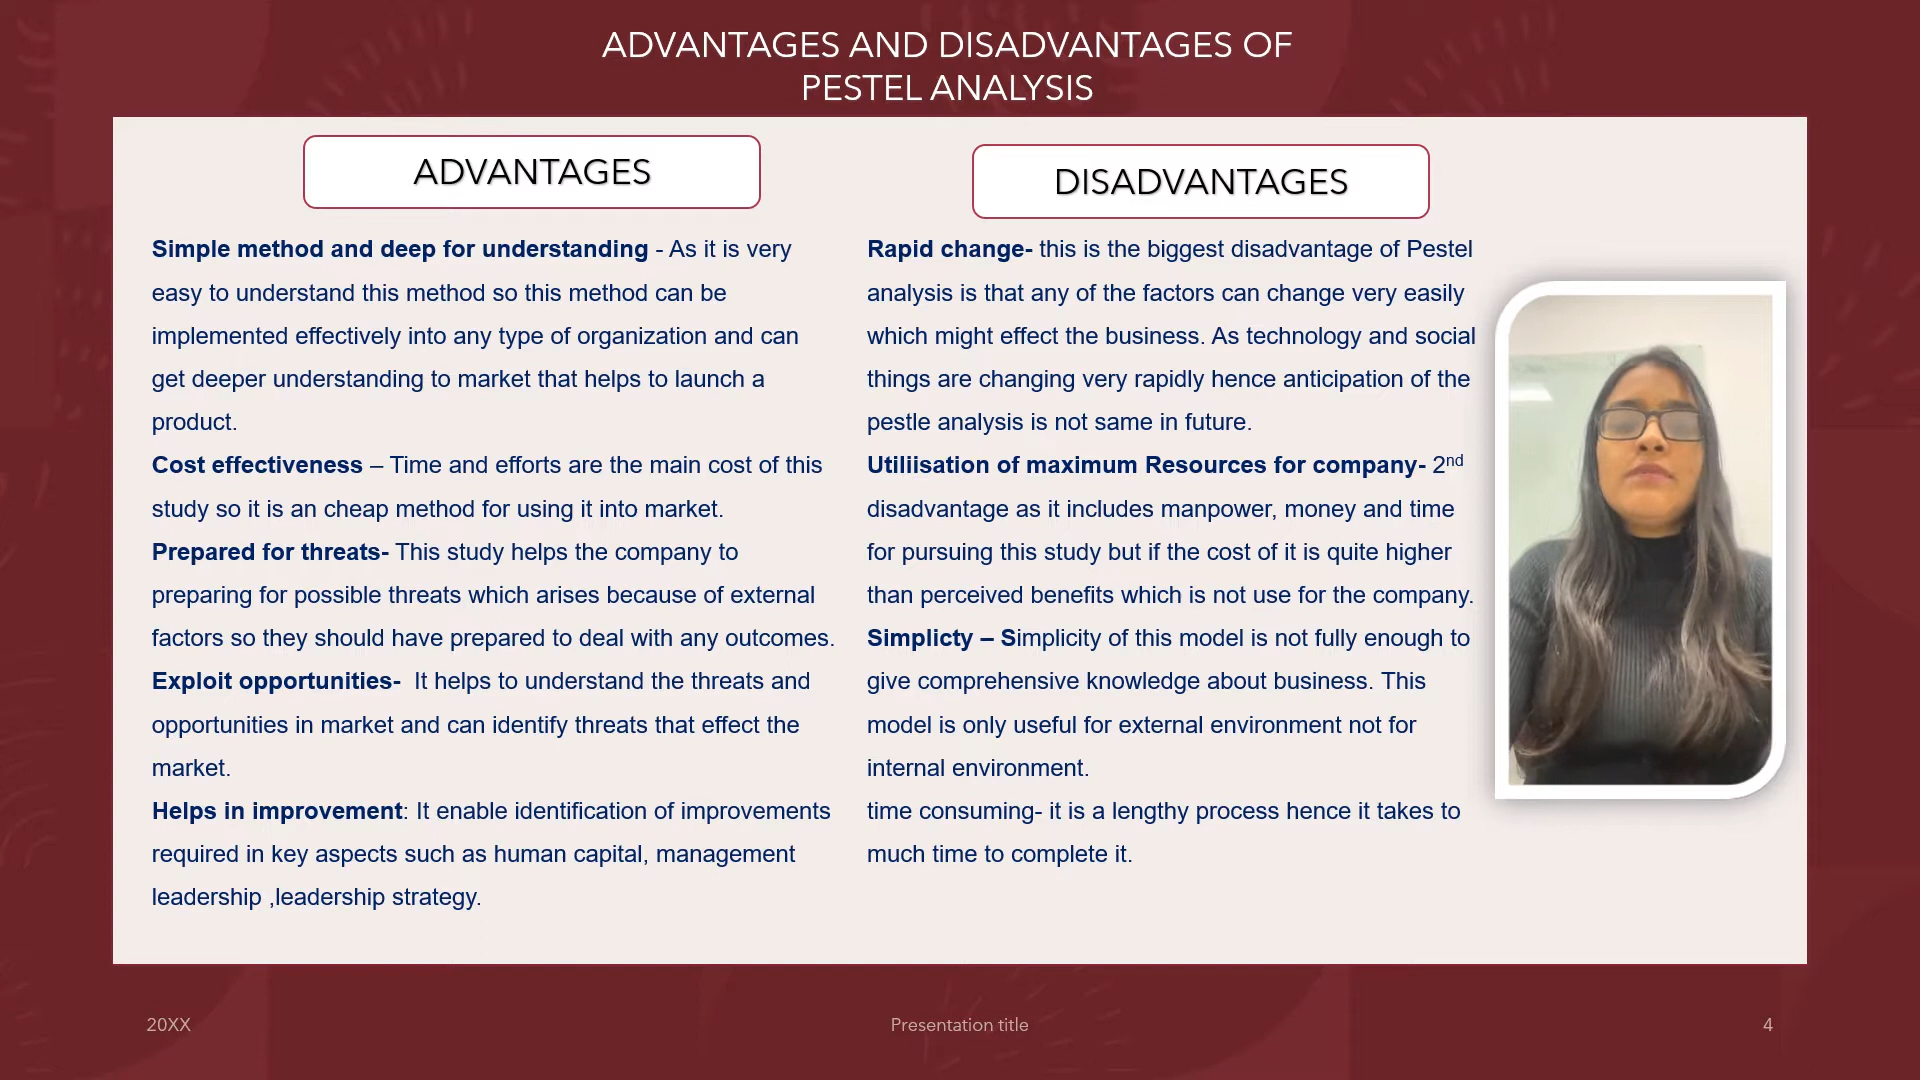 ADVANTAGES AND DISADVANTAGES OF
PESTEL ANALYSIS
ADVANTAGES
Simple method and deep for understanding - As it is very
easy to understand this method so this method can be
implemented effectively into any type of organization and can
get deeper understanding to market that helps to launch a
product.
Cost effectiveness – Time and efforts are the main cost of this
study so it is an cheap method for using it into market.
Prepared for threats- This study helps the company to
preparing for possible threats which arises because of external
factors so they should have prepared to deal with any outcomes.
Exploit opportunities-  It helps to understand the threats and
opportunities in market and can identify threats that effect the
market.
Helps in improvement: It enable identification of improvements
required in key aspects such as human capital, management
leadership ,leadership strategy.
DISADVANTAGES
Rapid change- this is the biggest disadvantage of Pestel
analysis is that any of the factors can change very easily
which might effect the business. As technology and social
things are changing very rapidly hence anticipation of the
pestle analysis is not same in future.
Utiliisation of maximum Resources for company- 2nd
disadvantage as it includes manpower, money and time
for pursuing this study but if the cost of it is quite higher
than perceived benefits which is not use for the company.
Simplicty – Simplicity of this model is not fully enough to
give comprehensive knowledge about business. This
model is only useful for external environment not for
internal environment.
time consuming- it is a lengthy process hence it takes to
much time to complete it.
20XX
Presentation title
4